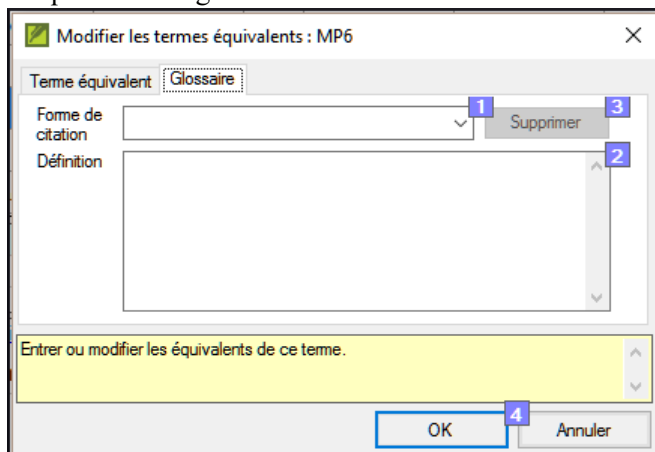 Modifier les termes équivalents : MP6
Terme équivalent Glossaire
Forme de citation 1 Supprimer 3
Définition 2
Entrer ou modifier les équivalents de ce terme.
OK 4 Annuler